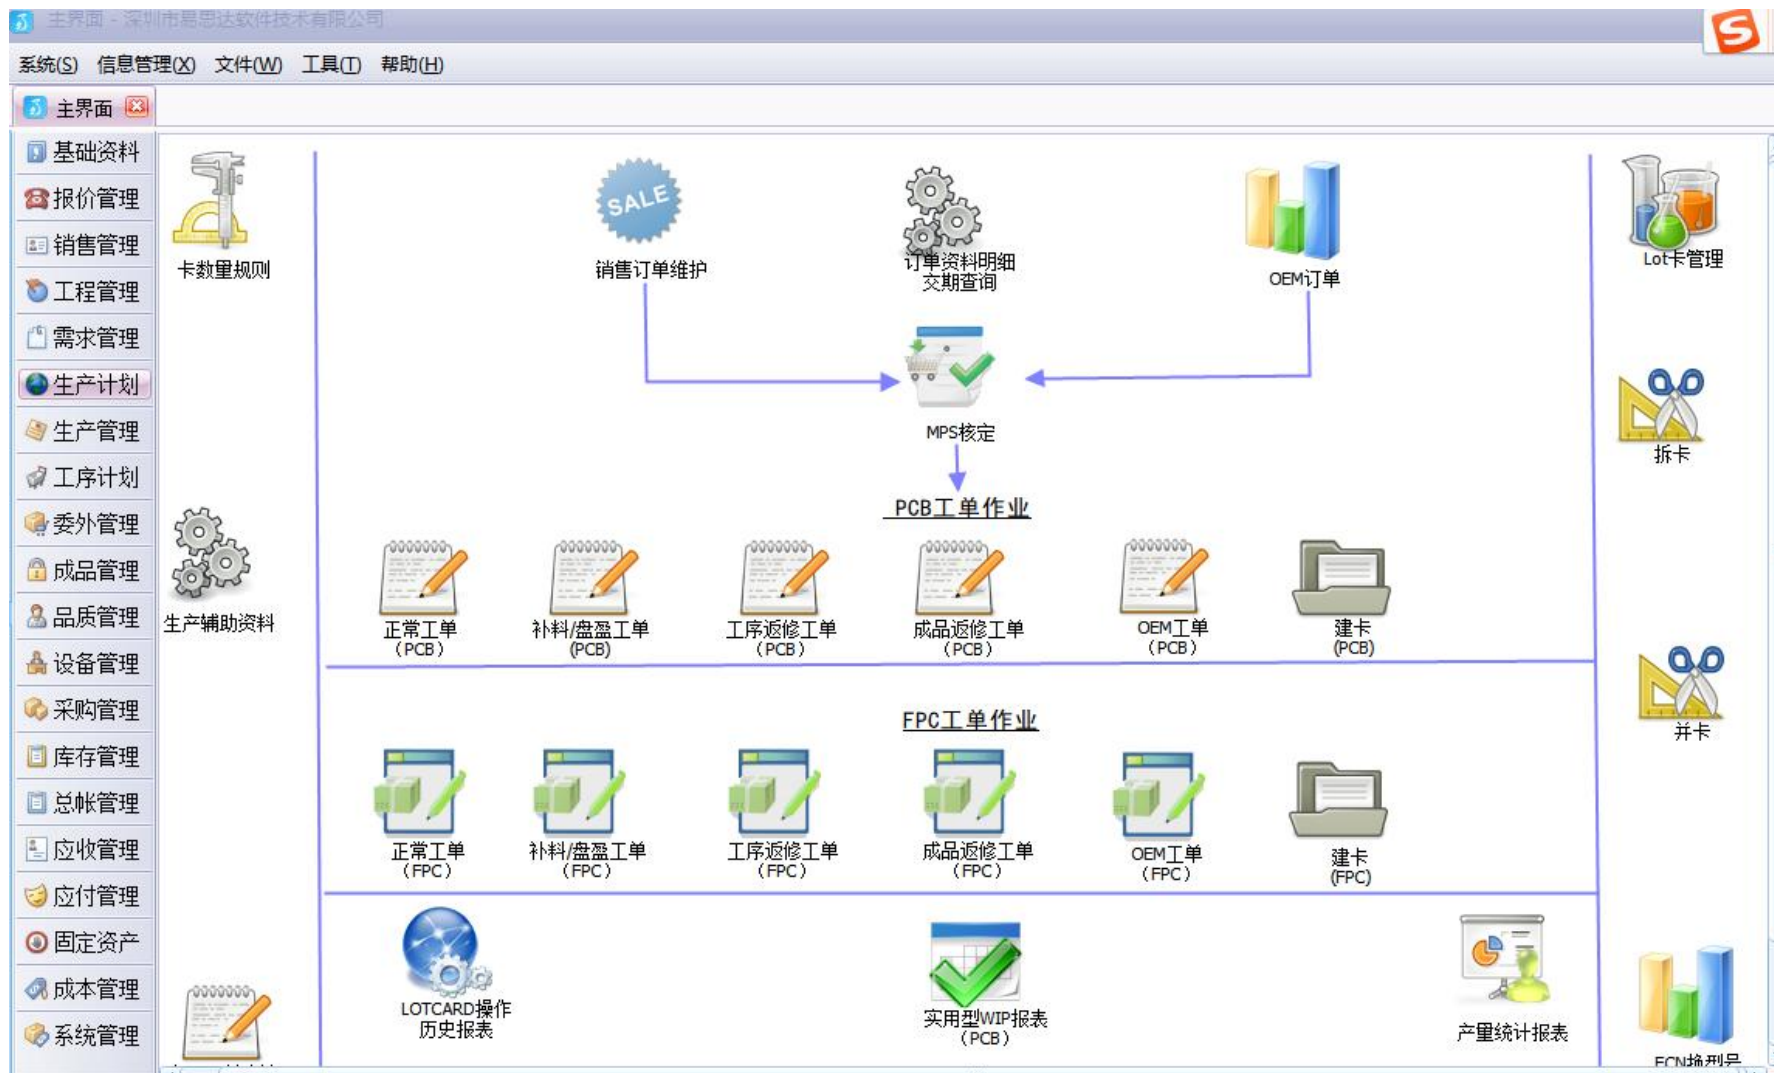 主界面 - 深圳市易思达软件技术有限公司
系统(S) 信息管理(X) 文件(W) 工具(T) 帮助(H)
主界面
基础资料
报价管理
销售管理
工程管理
需求管理
生产计划
生产管理
工序计划
委外管理
成品管理
品质管理
设备管理
采购管理
库存管理
总帐管理
应收管理
应付管理
固定资产
成本管理
系统管理
卡数量规则
生产辅助资料
SALE
销售订单维护
订单资料明细
交期查询
OEM订单
MPS核定
PCB工单作业
正常工单
(PCB)
补料/盘盈工单
(PCB)
工序返修工单
(PCB)
成品返修工单
(PCB)
OEM工单
(PCB)
建卡
(PCB)
FPC工单作业
正常工单
(FPC)
补料/盘盈工单
(FPC)
工序返修工单
(FPC)
成品返修工单
(FPC)
OEM工单
(FPC)
建卡
(FPC)
LOTCARD操作
历史报表
实用型WIP报表
(PCB)
产量统计报表
Lot卡管理
拆卡
并卡
ECN换型号